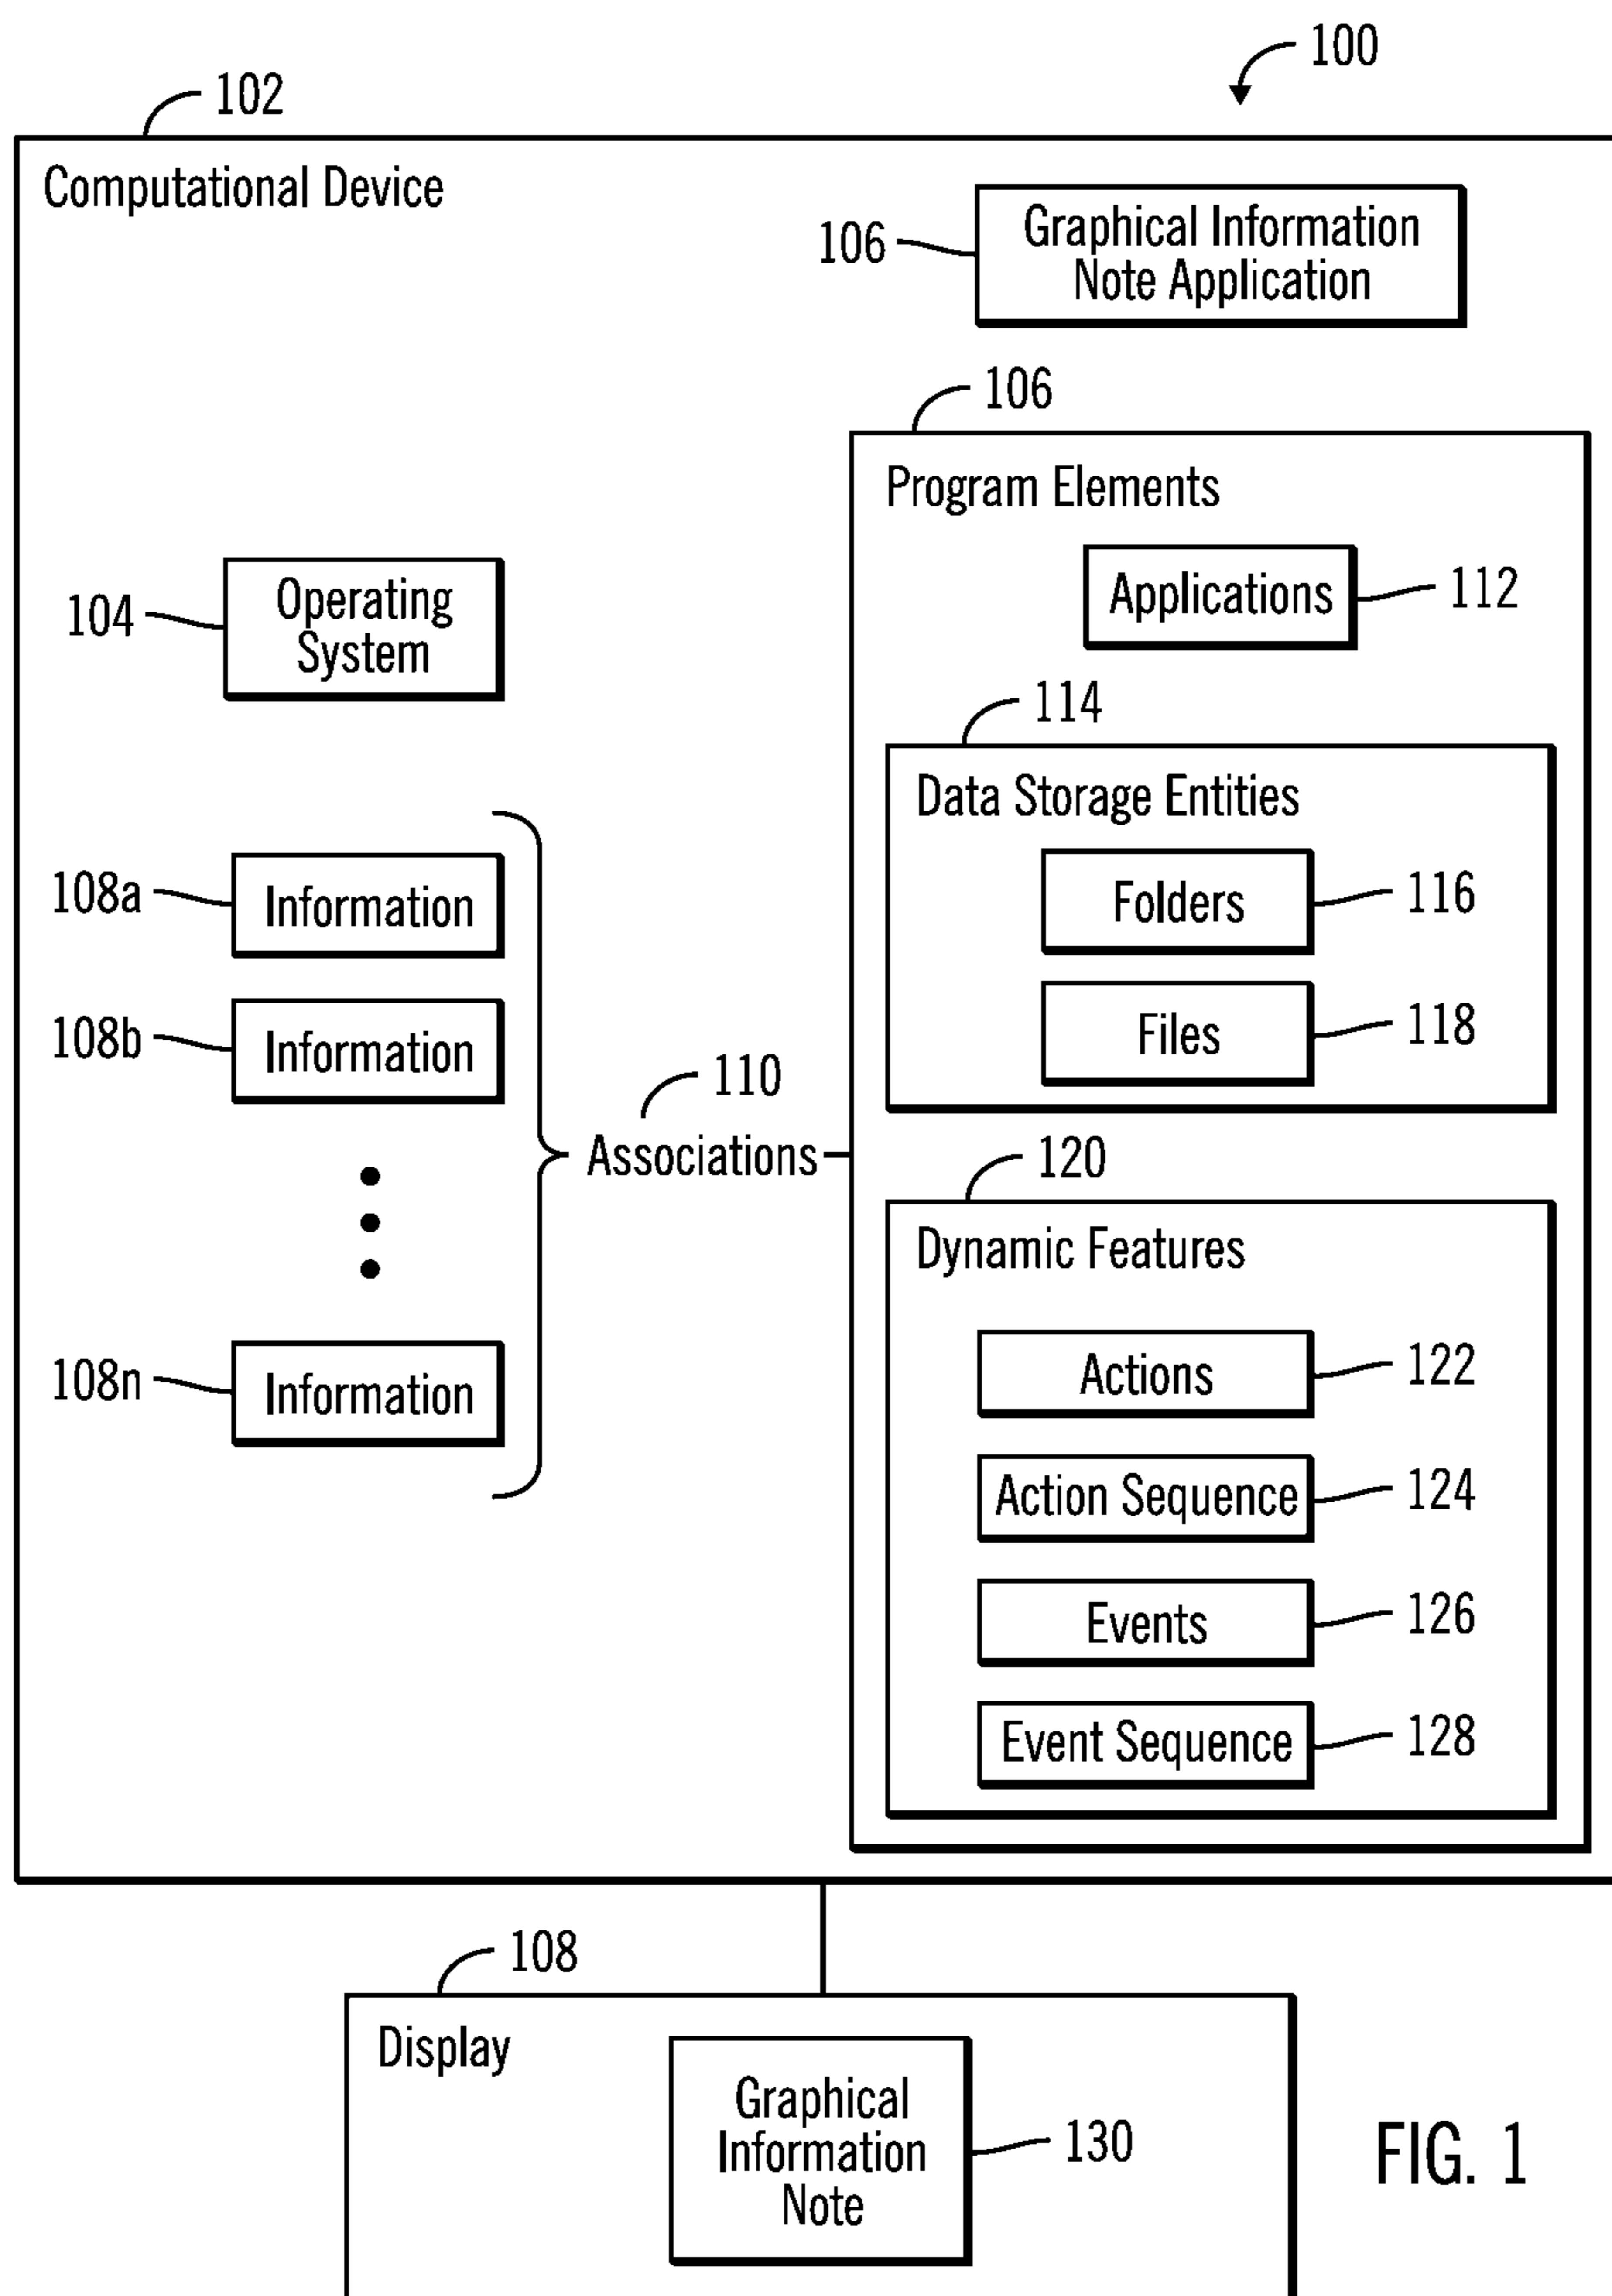 100
102
Computational Device
106
Graphical Information
Note Application
106
Program Elements
Applications
112
104
Operating
System
114
Data Storage Entities
108a
Information
Folders
116
108b
Information
Files
118
110
Associations
120
Dynamic Features
108n
Information
Actions
122
Action Sequence
124
Events
126
Event Sequence
128
108
Display
Graphical
Information
Note
130
FIG. 1